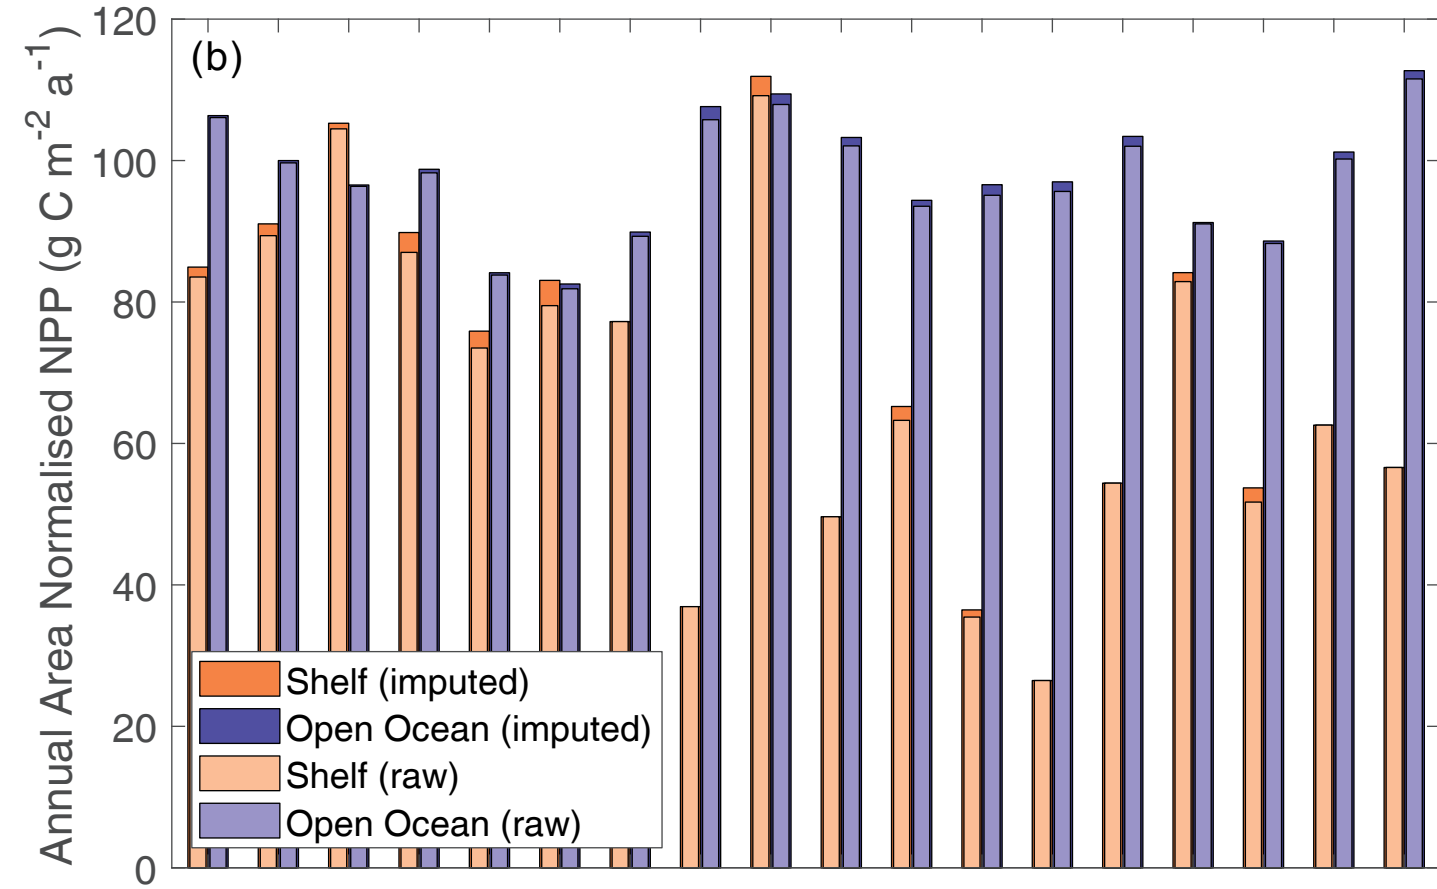 Annual Area Normalised NPP (g C m⁻² a⁻¹)
120
100
80
60
40
20
0
(b)
Shelf (imputed)
Open Ocean (imputed)
Shelf (raw)
Open Ocean (raw)